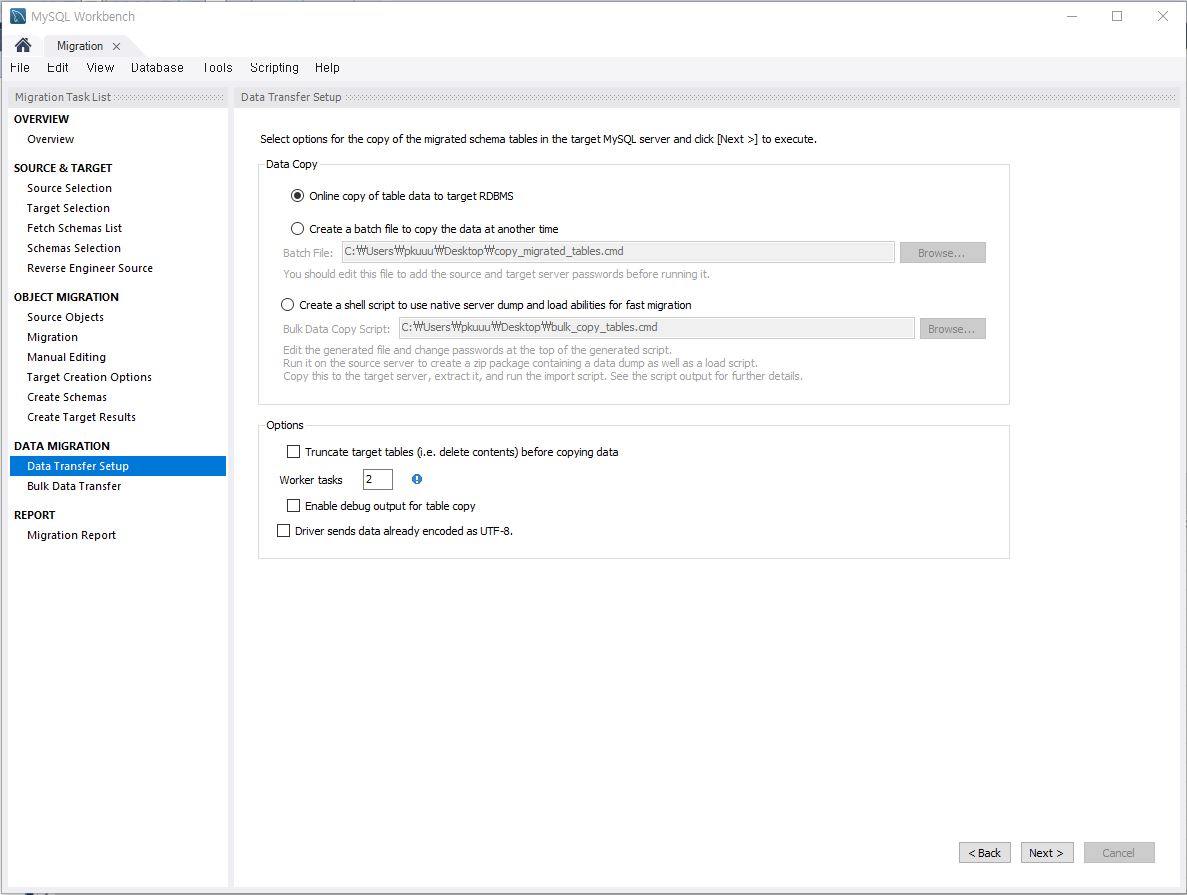 MySQL Workbench
Migration
File Edit View Database Tools Scripting Help
Migration Task List
OVERVIEW
Overview
SOURCE & TARGET
Source Selection
Target Selection
Fetch Schemas List
Schemas Selection
Reverse Engineer Source
OBJECT MIGRATION
Source Objects
Migration
Manual Editing
Target Creation Options
Create Schemas
Create Target Results
DATA MIGRATION
Data Transfer Setup
Bulk Data Transfer
REPORT
Migration Report
Data Transfer Setup
Select options for the copy of the migrated schema tables in the target MySQL server and click [Next >] to execute.
Data Copy
Online copy of table data to target RDBMS
Create a batch file to copy the data at another time
Batch File: C:₩Users₩pkuuu₩Desktop₩copy_migrated_tables.cmd Browse...
You should edit this file to add the source and target server passwords before running it.
Create a shell script to use native server dump and load abilities for fast migration
Bulk Data Copy Script: C:₩Users₩pkuuu₩Desktop₩bulk_copy_tables.cmd Browse...
Edit the generated file and change passwords at the top of the generated script.
Run it on the source server to create a zip package containing a data dump as well as a load script.
Copy this to the target server, extract it, and run the import script. See the script output for further details.
Options
Truncate target tables (i.e. delete contents) before copying data
Worker tasks 2
Enable debug output for table copy
Driver sends data already encoded as UTF-8.
< Back Next > Cancel